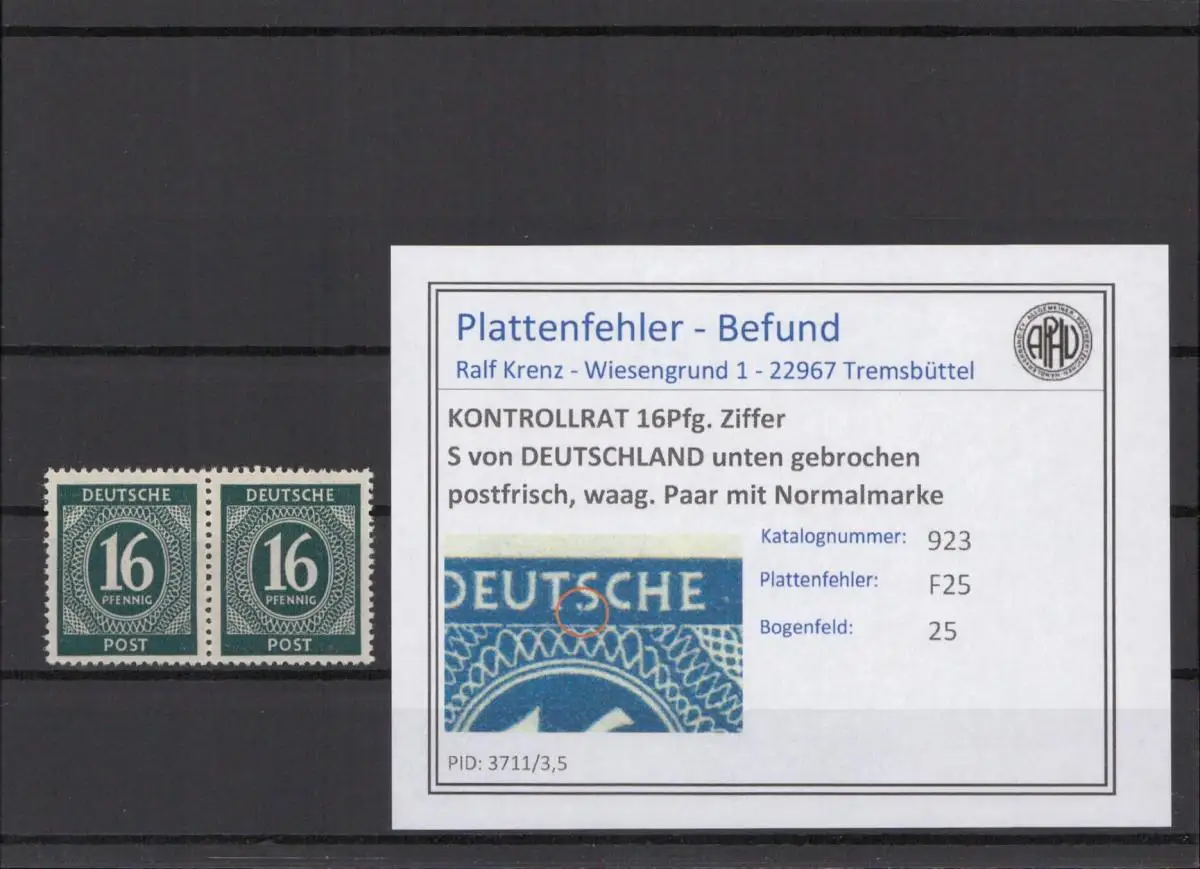 DEUTSCHE
16
PFENNIG
POST
DEUTSCHE
16
PFENNIG
POST
Plattenfehler - Befund
Ralf Krenz - Wiesengrund 1 - 22967 Tremsbüttel
APHV
KONTROLLRAT 16Pfg. Ziffer
S von DEUTSCHLAND unten gebrochen
postfrisch, waag. Paar mit Normalmarke
DEUTSCHE
16
Katalognummer: 923
Plattenfehler: F25
Bogenfeld: 25
PID: 3711/3,5